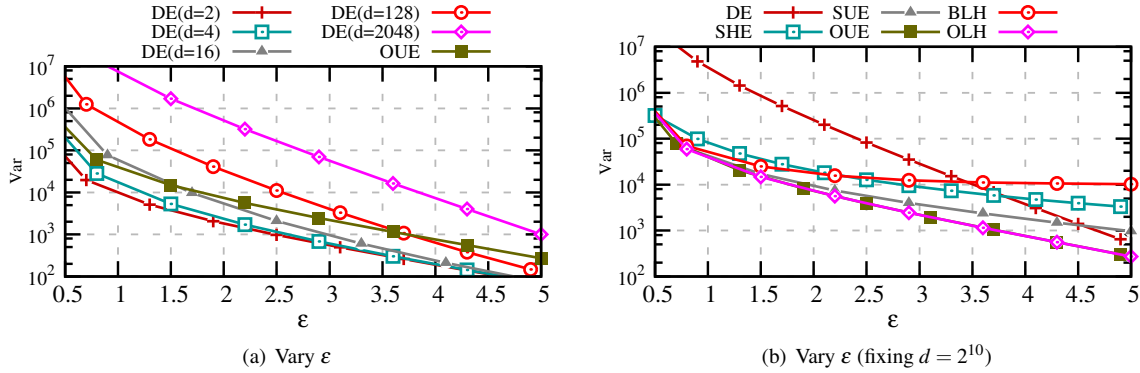 DE(d=2) DE(d=128)
DE(d=4) DE(d=2048)
DE(d=16) OUE
10^7
10^6
10^5
10^4
10^3
10^2
Var
0.5 1 1.5 2 2.5 3 3.5 4 4.5 5
ε
(a) Vary ε
DE SUE BLH
SHE OUE OLH
10^7
10^6
10^5
10^4
10^3
10^2
Var
0.5 1 1.5 2 2.5 3 3.5 4 4.5 5
ε
(b) Vary ε (fixing d = 2^10)